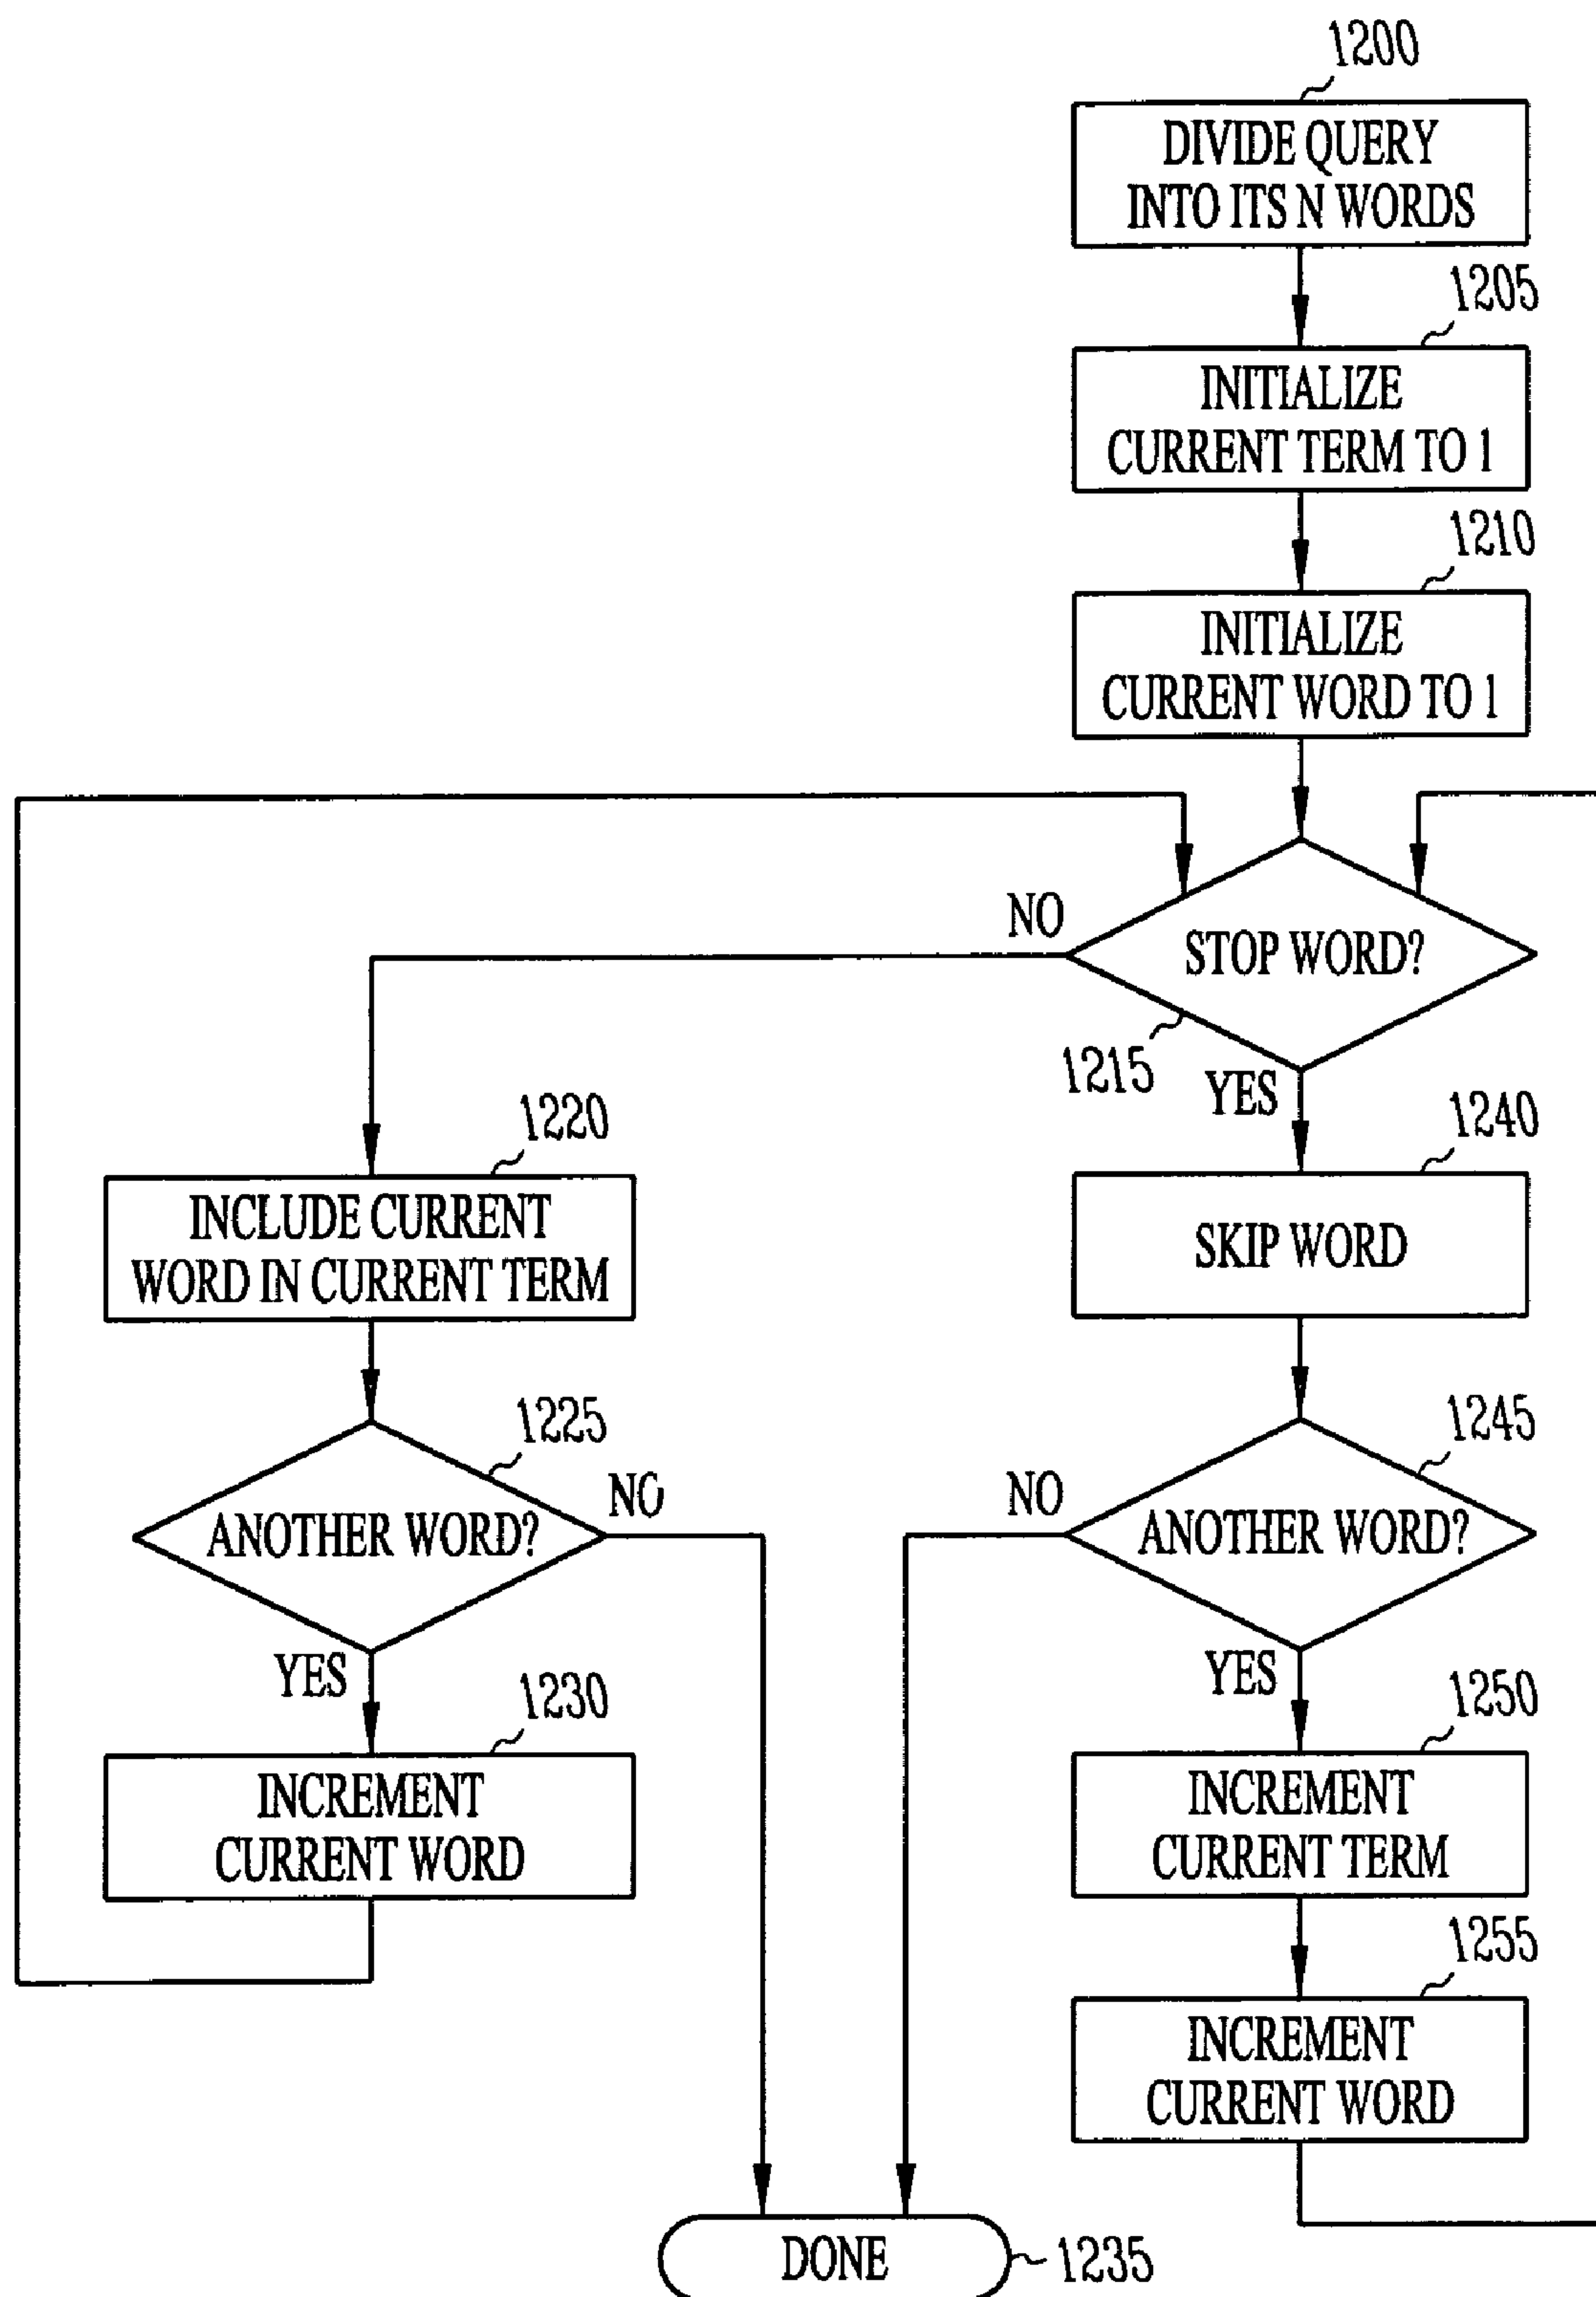 1200
DIVIDE QUERY
INTO ITS N WORDS
1205
INITIALIZE
CURRENT TERM TO 1
1210
INITIALIZE
CURRENT WORD TO 1
NO
STOP WORD?
1215
YES
1220
INCLUDE CURRENT
WORD IN CURRENT TERM
1240
SKIP WORD
1225
ANOTHER WORD?
NO
YES
1245
NO
ANOTHER WORD?
YES
1230
INCREMENT
CURRENT WORD
1250
INCREMENT
CURRENT TERM
1255
INCREMENT
CURRENT WORD
DONE
1235